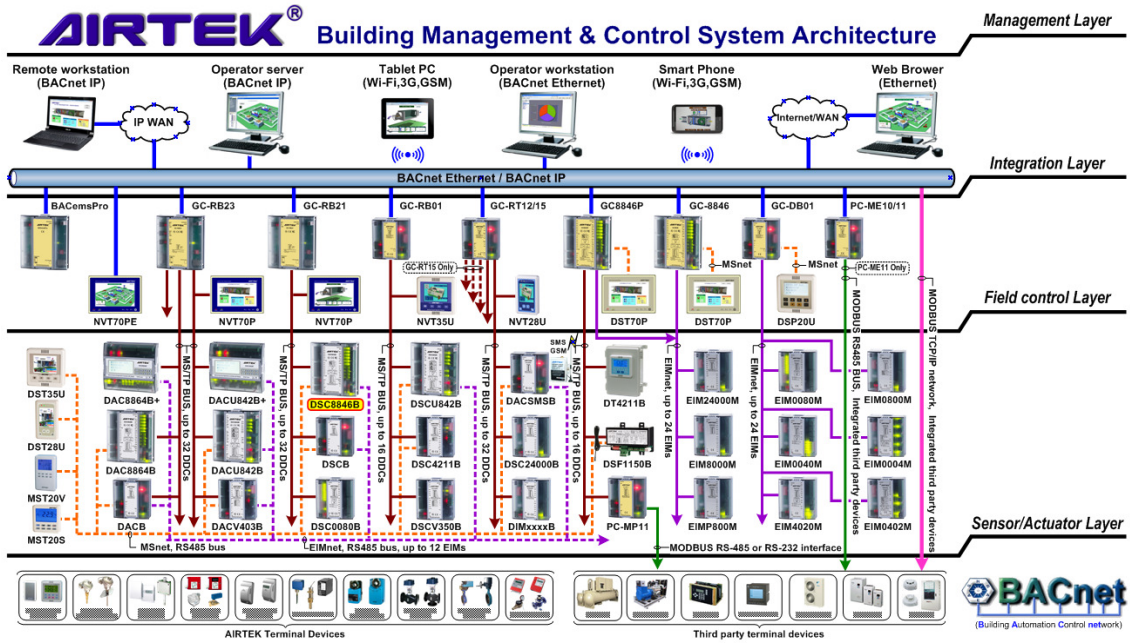 AIRTEK®
Building Management & Control System Architecture
Management Layer
Remote workstation
(BACnet IP)
Operator server
(BACnet IP)
Tablet PC
(Wi-Fi,3G,GSM)
Operator workstation
(BACnet Ethernet)
Smart Phone
(Wi-Fi,3G,GSM)
Web Brower
(Ethernet)
IP WAN
Internet/WAN
Integration Layer
BACnet Ethernet / BACnet IP
BACemsPro
GC-RB23
GC-RB21
GC-RB01
GC-RT12/15
GC8846P
GC-8846
GC-DB01
PC-ME10/11
AIRTEK
GC-RT15 Only
MSnet
MSnet
PC-ME11 Only
NVT70PE
NVT70P
NVT70P
NVT35U
NVT28U
DST70P
DST70P
DSP20U
Field control Layer
SMS
GSM
DST35U
DAC8864B+
DACU842B+
DSC8846B
DSCU842B
DACSMSB
DT4211B
EIM24000M
EIM0080M
EIM0800M
DST28U
DAC8864B
DACU842B
DSCB
DSC4211B
DSC24000B
DSF1150B
EIM8000M
EIM0040M
EIM0004M
MST20V
MST20S
DACB
DACV403B
DSC0080B
DSCV350B
DIMxxxxB
PC-MP11
EIMP800M
EIM4020M
EIM0402M
MS/TP BUS, up to 32 DDCs
MS/TP BUS, up to 32 DDCs
MS/TP BUS, up to 16 DDCs
MS/TP BUS, up to 32 DDCs
MS/TP BUS, up to 16 DDCs
EIMnet, up to 24 EIMs
EIMnet, up to 24 EIMs
MODBUS RS485 BUS, Integrated third party devices
MODBUS TCP/IP network, Integrated third party devices
MSnet, RS485 bus
EIMnet, RS485 bus, up to 12 EIMs
MODBUS RS-485 or RS-232 interface
Sensor/Actuator Layer
AIRTEK Terminal Devices
Third party terminal devices
BACnet
(Building Automation Control network)